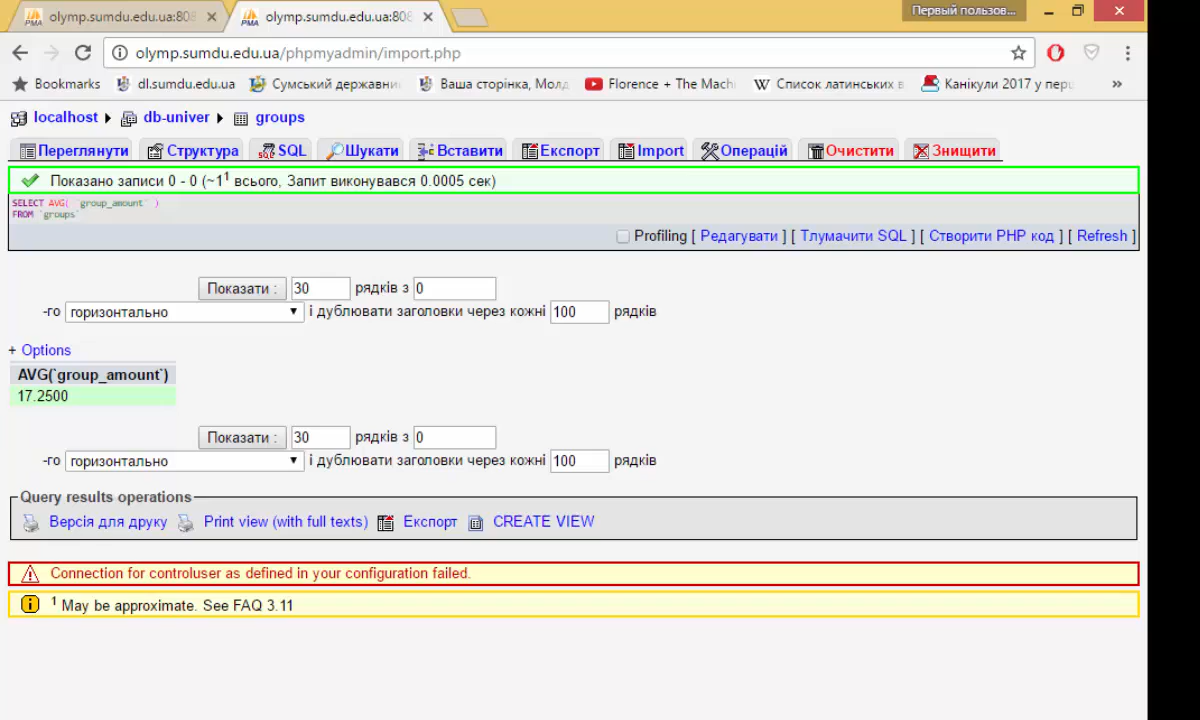 olymp.sumdu.edu.ua:808
olymp.sumdu.edu.ua:808
Первый пользов...
olymp.sumdu.edu.ua/phpmyadmin/import.php
Bookmarks dl.sumdu.edu.ua Сумський державни Ваша сторінка, Молд Florence + The Mach Список латинських в Канікули 2017 у перш »
localhost db-univer groups
Переглянути Структура SQL Шукати Вставити Експорт Import Операцій Очистити Знищити
Показано записи 0 - 0 (~1¹ всього, Запит виконувався 0.0005 сек)
SELECT AVG( `group_amount` )
FROM `groups`
Profiling [ Редагувати ] [ Тлумачити SQL ] [ Створити PHP код ] [ Refresh ]
Показати : 30 рядків з 0
-го горизонтально і дублювати заголовки через кожні 100 рядків
+ Options
AVG(`group_amount`)
17.2500
Показати : 30 рядків з 0
-го горизонтально і дублювати заголовки через кожні 100 рядків
Query results operations
Версія для друку Print view (with full texts) Експорт CREATE VIEW
Connection for controluser as defined in your configuration failed.
¹ May be approximate. See FAQ 3.11